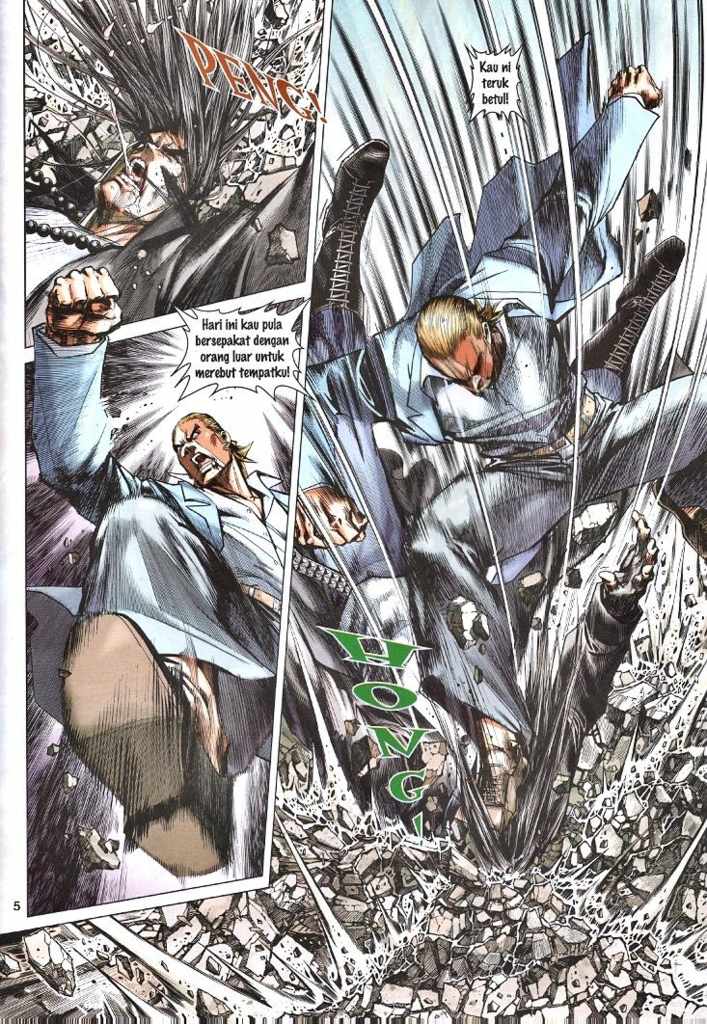 PENG!
Hari ini kau pula
bersepakat dengan
orang luar untuk
merebut tempatku!
Kau ni
teruk
betul!
HONG!
5